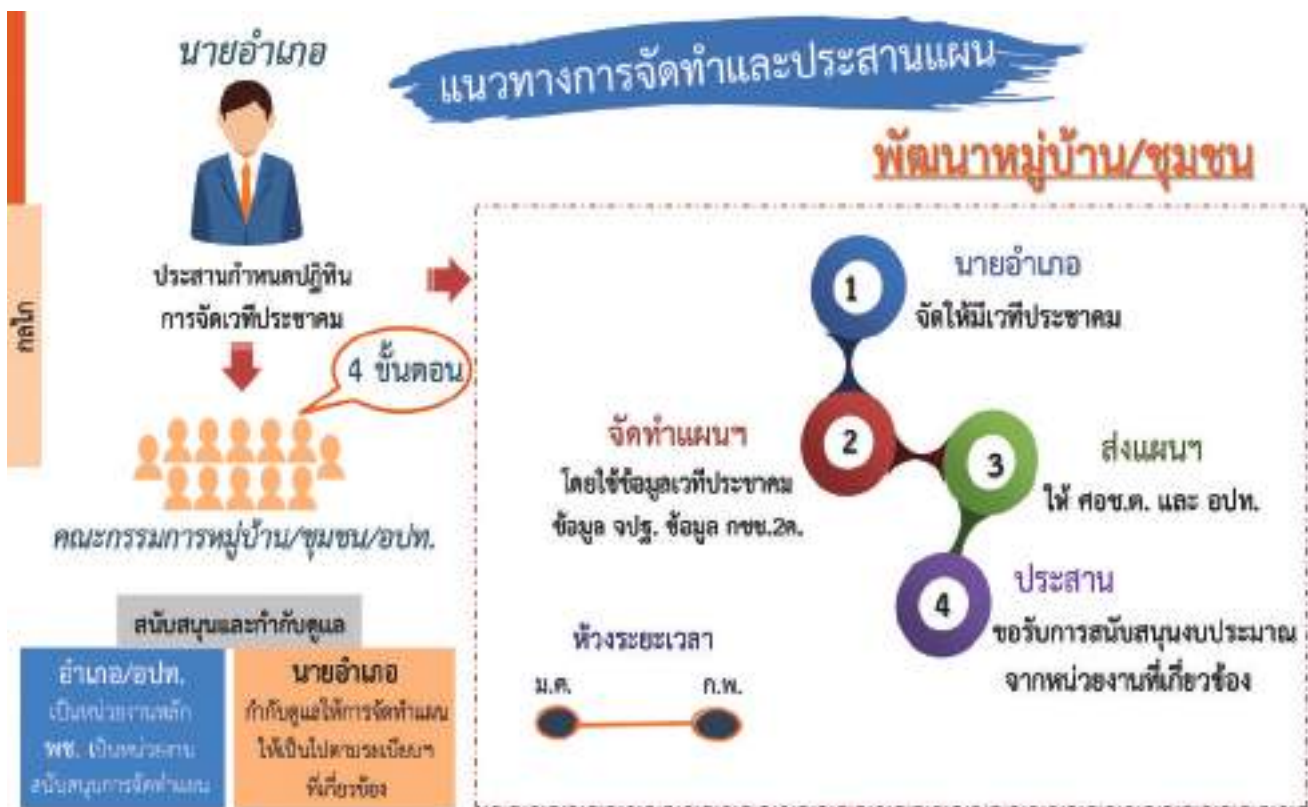 แนวทางการจัดทำและประสานแผน
พัฒนาหมู่บ้าน/ชุมชน
กลไก
นายอำเภอ
ประสานกำหนดปฏิทิน
การจัดเวทีประชาคม
4 ขั้นตอน
คณะกรรมการหมู่บ้าน/ชุมชน/อปท.
สนับสนุนและกำกับดูแล
อำเภอ/อปท.
เป็นหน่วยงานหลัก
พช. เป็นหน่วยงาน
สนับสนุนการจัดทำแผน
นายอำเภอ
กำกับดูแลให้การจัดทำแผน
ให้เป็นไปตามระเบียบฯ
ที่เกี่ยวข้อง
1
นายอำเภอ
จัดให้มีเวทีประชาคม
2
จัดทำแผนฯ
โดยใช้ข้อมูลเวทีประชาคม
ข้อมูล จปฐ. ข้อมูล กชช.2ค.
3
ส่งแผนฯ
ให้ ศอช.ต. และ อปท.
4
ประสาน
ขอรับการสนับสนุนงบประมาณ
จากหน่วยงานที่เกี่ยวข้อง
ห้วงระยะเวลา
ม.ค. ก.พ.